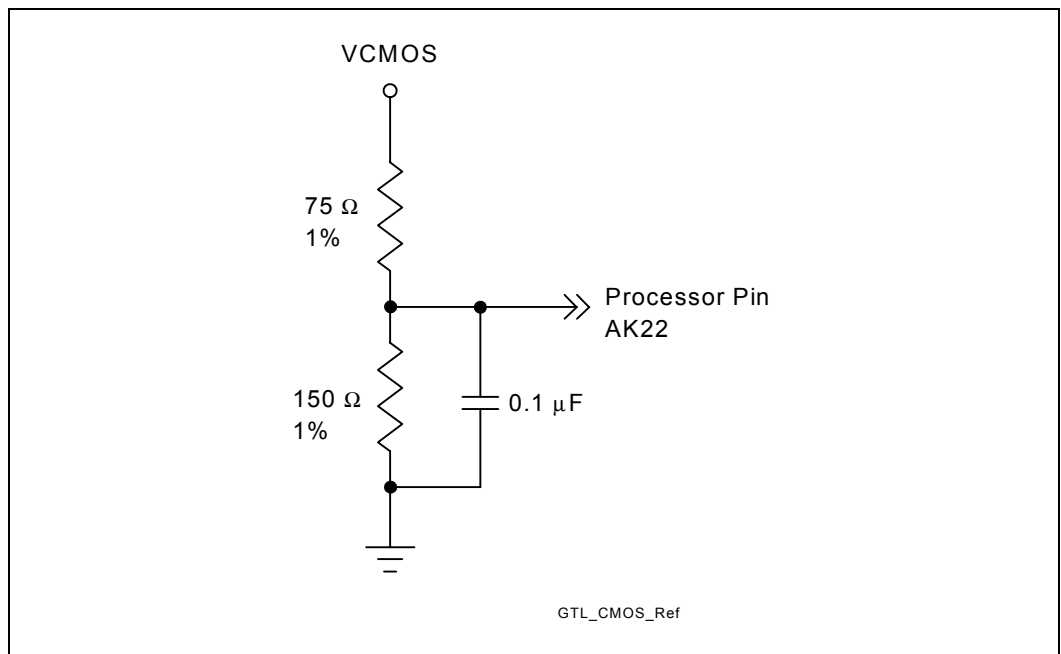 VCMOS
75 Ω
1%
Processor Pin
AK22
150 Ω
1%
0.1 μF
GTL_CMOS_Ref